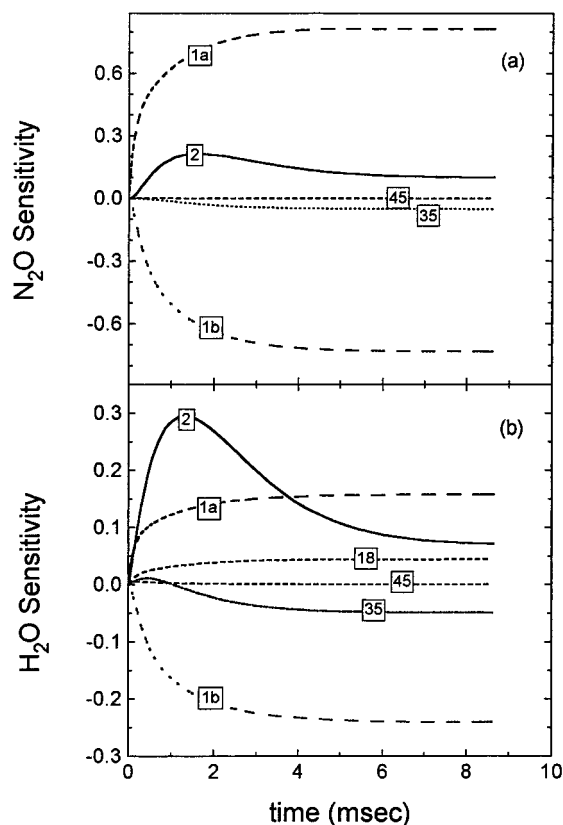 (a)
1a
2
45
35
1b
0.6
0.3
0.0
-0.3
-0.6
N₂O Sensitivity
(b)
2
1a
18
45
35
1b
0.3
0.2
0.1
0.0
-0.1
-0.2
-0.3
H₂O Sensitivity
0 2 4 6 8 10
time (msec)